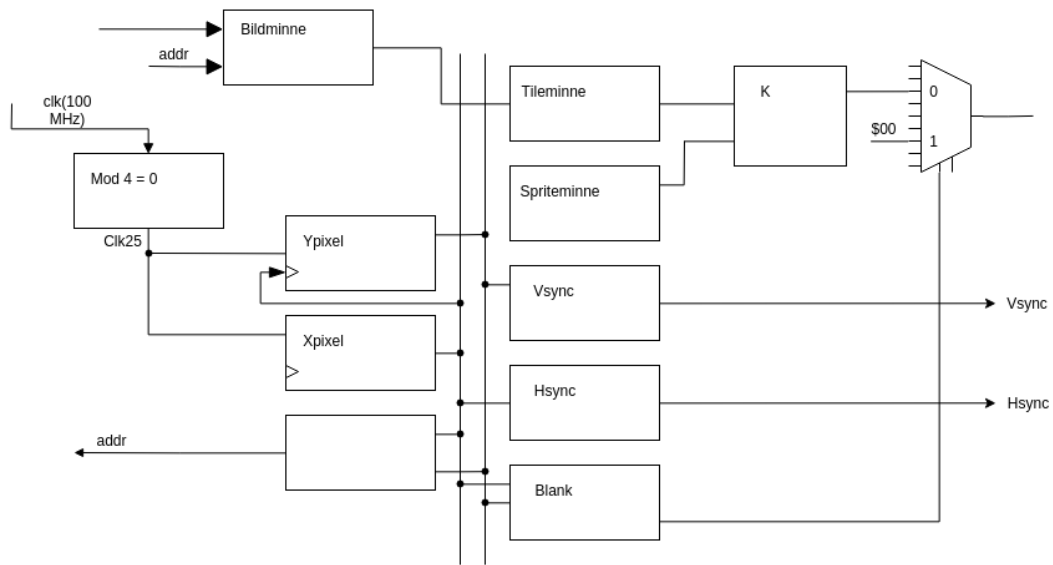 Bildminne
addr
clk(100
MHz)
Tileminne
K
0
$00
1
Mod 4 = 0
Spriteminne
Clk25
Ypixel
Vsync
Vsync
Xpixel
Hsync
Hsync
addr
Blank